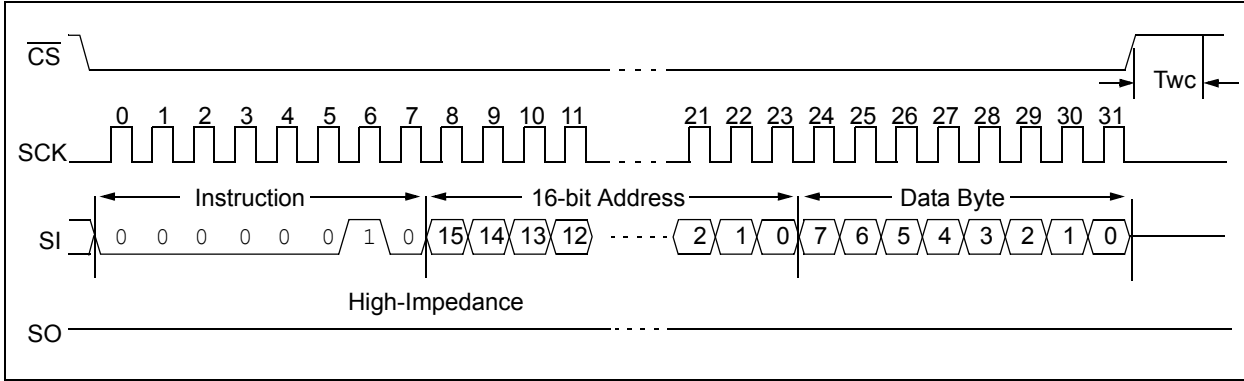 CS
Twc
0 1 2 3 4 5 6 7 8 9 10 11 21 22 23 24 25 26 27 28 29 30 31
SCK
Instruction 16-bit Address Data Byte
SI 0 0 0 0 0 0 1 0 15 14 13 12 2 1 0 7 6 5 4 3 2 1 0
High-Impedance
SO